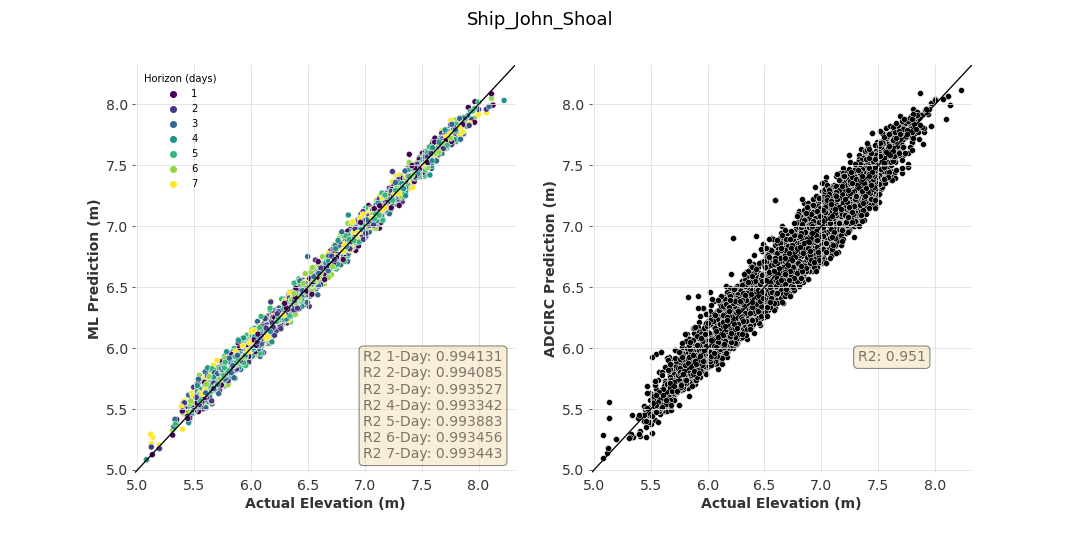 Ship_John_Shoal
ML Prediction (m)
8.0
7.5
7.0
6.5
6.0
5.5
5.0
Horizon (days)
1
2
3
4
5
6
7
R2 1-Day: 0.994131
R2 2-Day: 0.994085
R2 3-Day: 0.993527
R2 4-Day: 0.993342
R2 5-Day: 0.993883
R2 6-Day: 0.993456
R2 7-Day: 0.993443
5.0 5.5 6.0 6.5 7.0 7.5 8.0
Actual Elevation (m)
ADCIRC Prediction (m)
8.0
7.5
7.0
6.5
6.0
5.5
5.0
R2: 0.951
5.0 5.5 6.0 6.5 7.0 7.5 8.0
Actual Elevation (m)